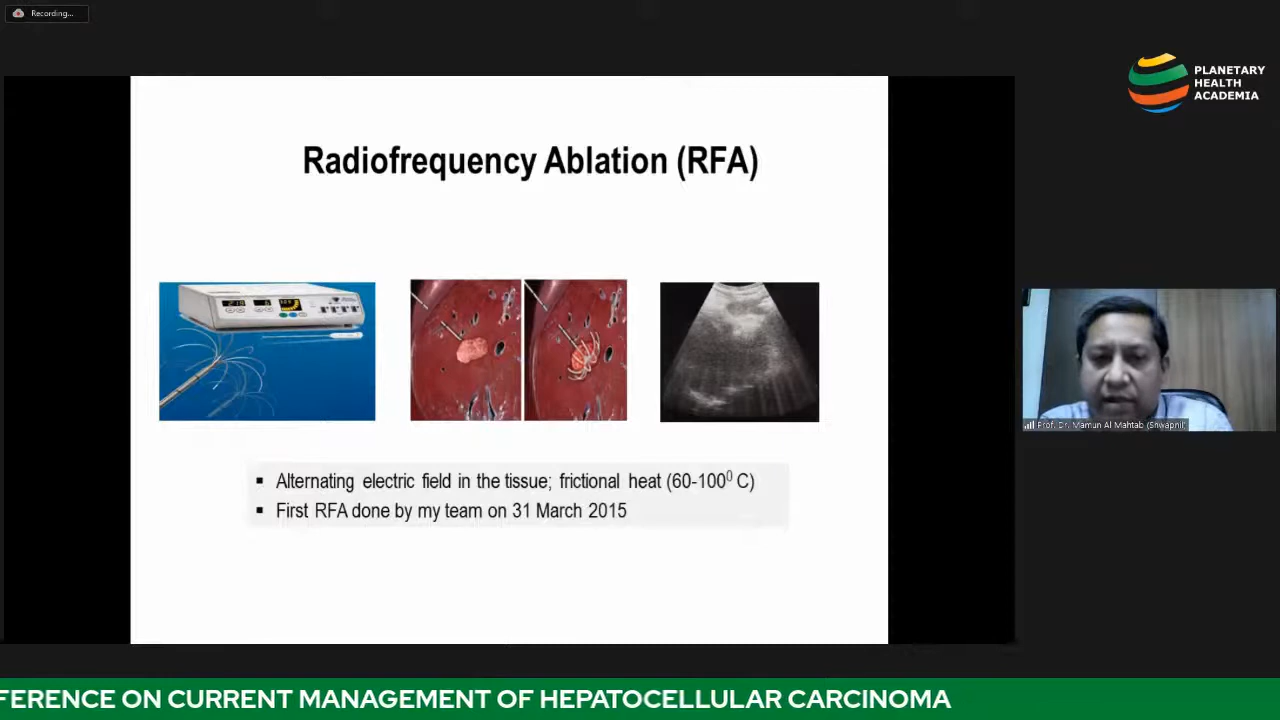 Recording...
PLANETARY
HEALTH
ACADEMIA
Radiofrequency Ablation (RFA)
▪ Alternating electric field in the tissue; frictional heat (60-100⁰ C)
▪ First RFA done by my team on 31 March 2015
Prof. Dr. Mamun Al Mahtab (Shwapnil)
FERENCE ON CURRENT MANAGEMENT OF HEPATOCELLULAR CARCINOMA